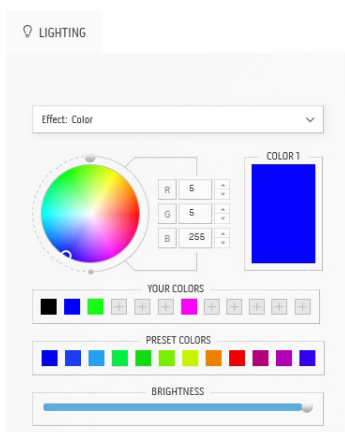 LIGHTING
Effect: Color
COLOR 1
R 5
G 5
B 255
YOUR COLORS
PRESET COLORS
BRIGHTNESS